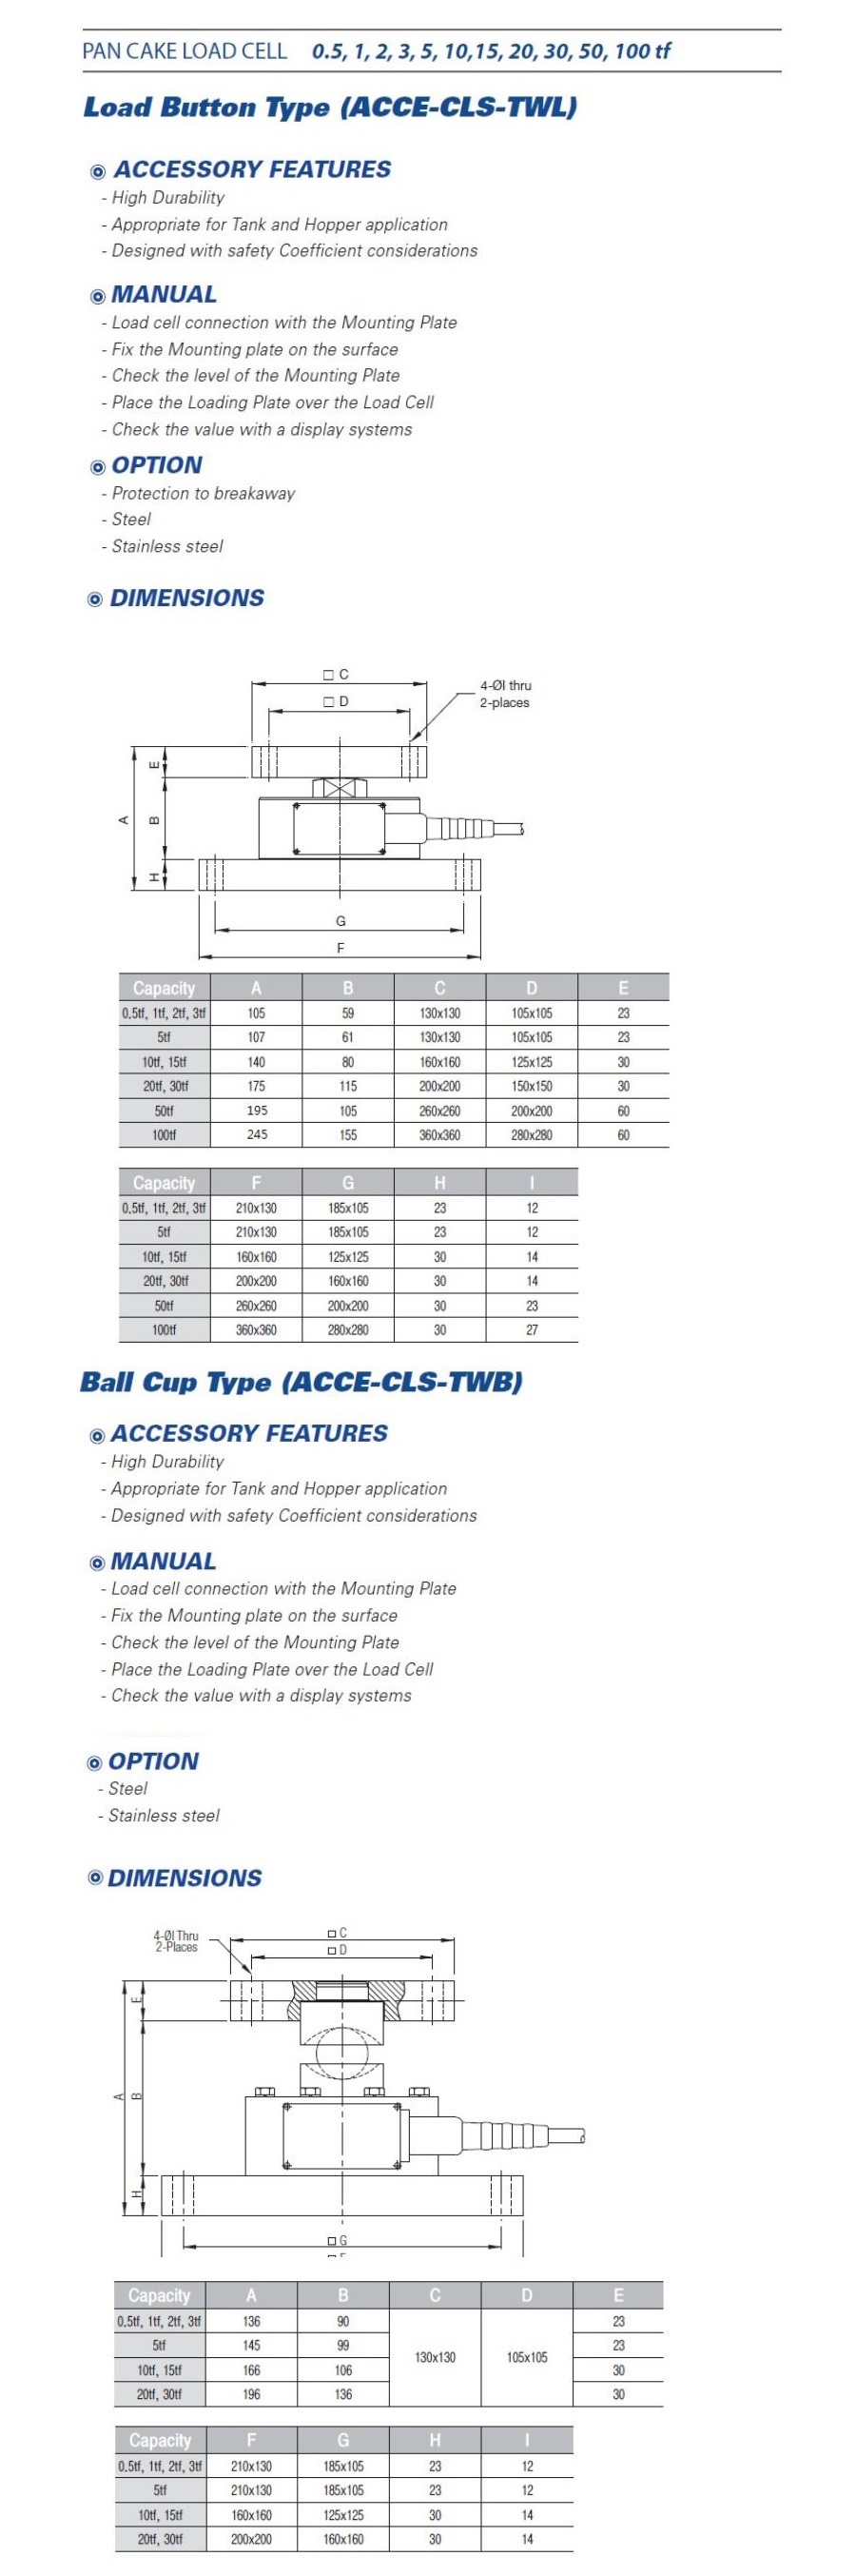 PAN CAKE LOAD CELL 0.5, 1, 2, 3, 5, 10,15, 20, 30, 50, 100 tf
Load Button Type (ACCE-CLS-TWL)
ACCESSORY FEATURES
- High Durability
- Appropriate for Tank and Hopper application
- Designed with safety Coefficient considerations
MANUAL
- Load cell connection with the Mounting Plate
- Fix the Mounting plate on the surface
- Check the level of the Mounting Plate
- Place the Loading Plate over the Load Cell
- Check the value with a display systems
OPTION
- Protection to breakaway
- Steel
- Stainless steel
DIMENSIONS
□ C
4-ØI thru
□ D
2-places
E
A
B
H
G
F
Capacity A B C D E
0.5tf, 1tf, 2tf, 3tf 105 59 130x130 105x105 23
5tf 107 61 130x130 105x105 23
10tf, 15tf 140 80 160x160 125x125 30
20tf, 30tf 175 115 200x200 150x150 30
50tf 195 105 260x260 200x200 60
100tf 245 155 360x360 280x280 60
Capacity F G H I
0.5tf, 1tf, 2tf, 3tf 210x130 185x105 23 12
5tf 210x130 185x105 23 12
10tf, 15tf 160x160 125x125 30 14
20tf, 30tf 200x200 160x160 30 14
50tf 260x260 200x200 30 23
100tf 360x360 280x280 30 27
Ball Cup Type (ACCE-CLS-TWB)
ACCESSORY FEATURES
- High Durability
- Appropriate for Tank and Hopper application
- Designed with safety Coefficient considerations
MANUAL
- Load cell connection with the Mounting Plate
- Fix the Mounting plate on the surface
- Check the level of the Mounting Plate
- Place the Loading Plate over the Load Cell
- Check the value with a display systems
OPTION
- Steel
- Stainless steel
DIMENSIONS
□ C
4-ØI Thru
2-Places
□ D
E
A
B
H
□ G
Capacity A B C D E
0.5tf, 1tf, 2tf, 3tf 136 90 130x130 105x105 23
5tf 145 99 23
10tf, 15tf 166 106 30
20tf, 30tf 196 136 30
Capacity F G H I
0.5tf, 1tf, 2tf, 3tf 210x130 185x105 23 12
5tf 210x130 185x105 23 12
10tf, 15tf 160x160 125x125 30 14
20tf, 30tf 200x200 160x160 30 14